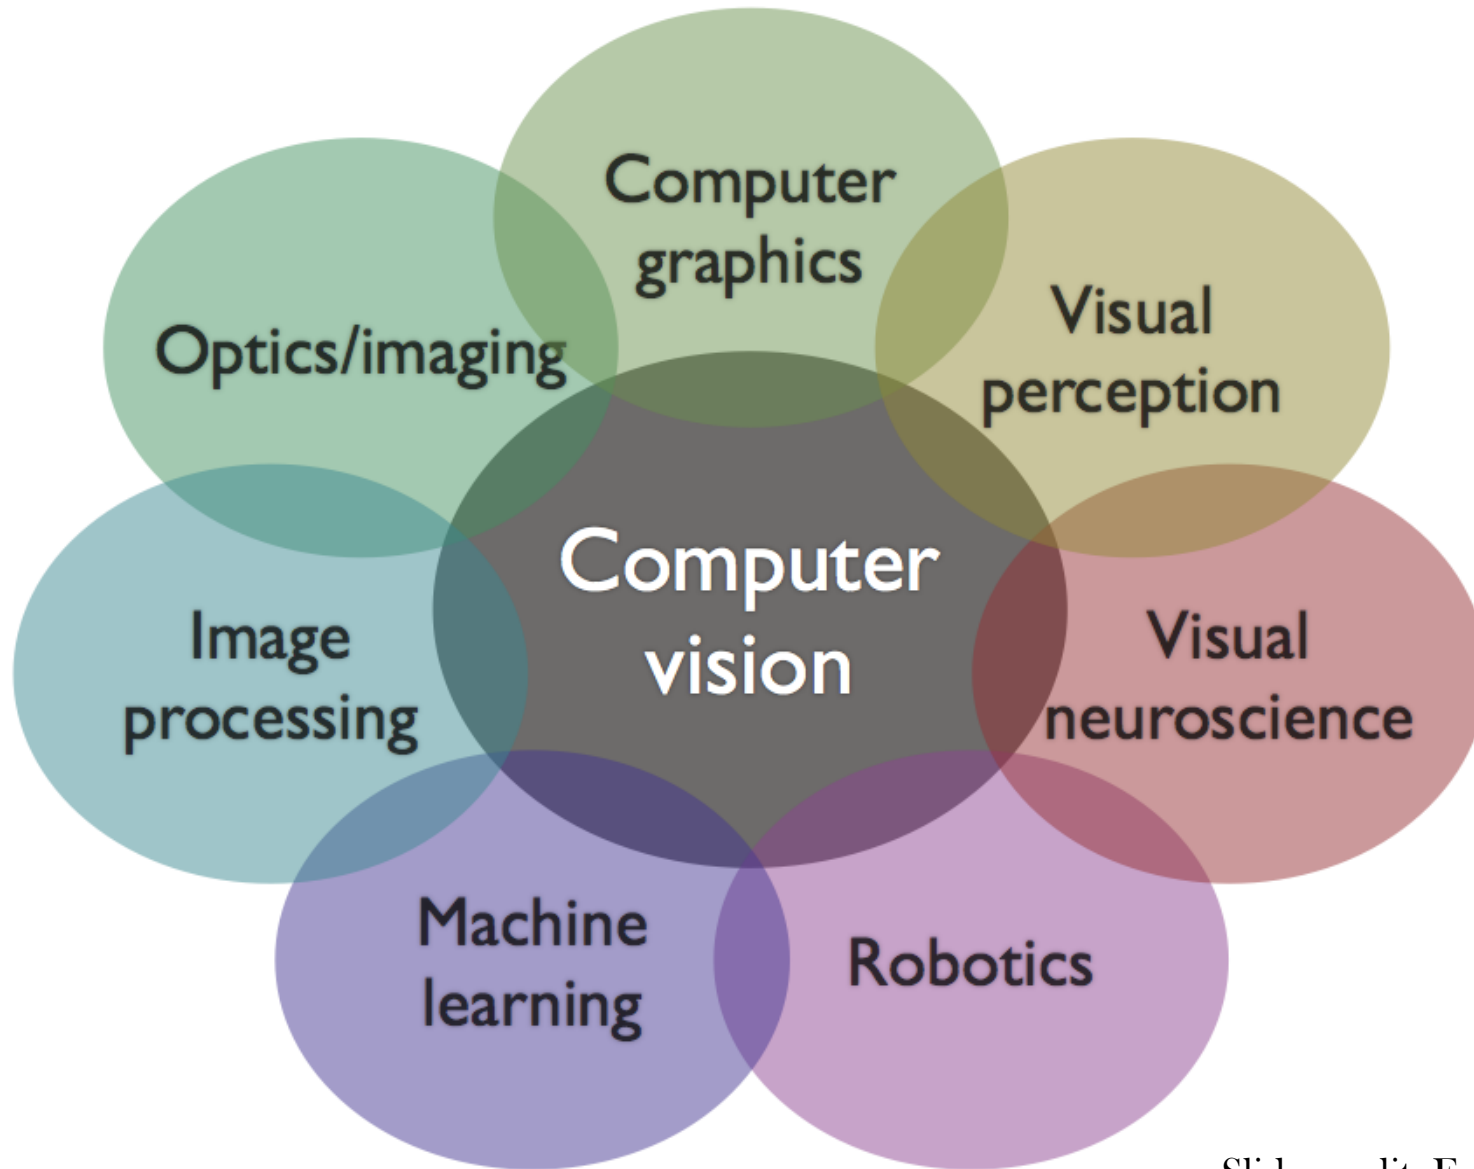 Computer
graphics
Optics/imaging
Visual
perception
Computer
vision
Image
processing
Visual
neuroscience
Machine
learning
Robotics